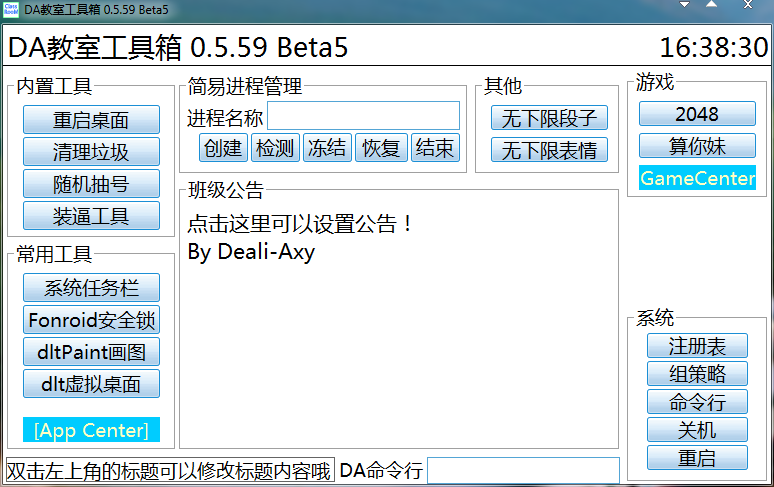 DA教室工具箱 0.5.59 Beta5
DA教室工具箱 0.5.59 Beta5
16:38:30
内置工具
重启桌面
清理垃圾
随机抽号
装逼工具
常用工具
系统任务栏
Fonroid安全锁
dltPaint画图
dlt虚拟桌面
[App Center]
简易进程管理
进程名称
创建 检测 冻结 恢复 结束
其他
无下限段子
无下限表情
班级公告
点击这里可以设置公告！
By Deali-Axy
游戏
2048
算你妹
GameCenter
系统
注册表
组策略
命令行
关机
重启
双击左上角的标题可以修改标题内容哦
DA命令行